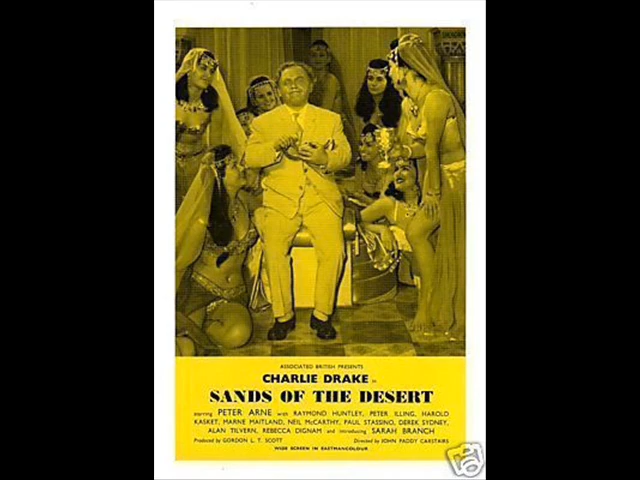 ASSOCIATED BRITISH PRESENTS
CHARLIE DRAKE in
SANDS OF THE DESERT
starring PETER ARNE with RAYMOND HUNTLEY, PETER ILLING, HAROLD
KASKET, MARNE MAITLAND, NEIL McCARTHY, PAUL STASSINO, DEREK SYDNEY,
ALAN TILVERN, REBECCA DIGNAM and introducing SARAH BRANCH
Produced by GORDON L. T. SCOTT Directed by JOHN PADDY CARSTAIRS
WIDE SCREEN IN EASTMANCOLOUR